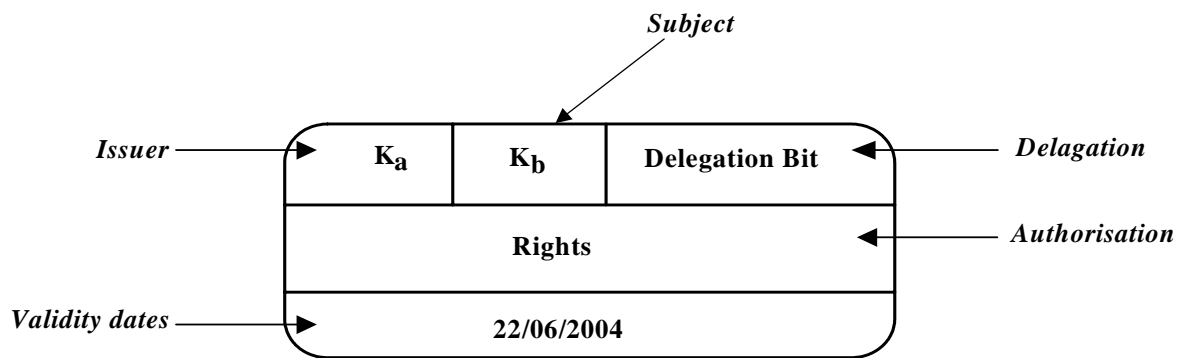 Subject
Issuer
Ka
Kb
Delegation Bit
Delagation
Rights
Authorisation
Validity dates
22/06/2004